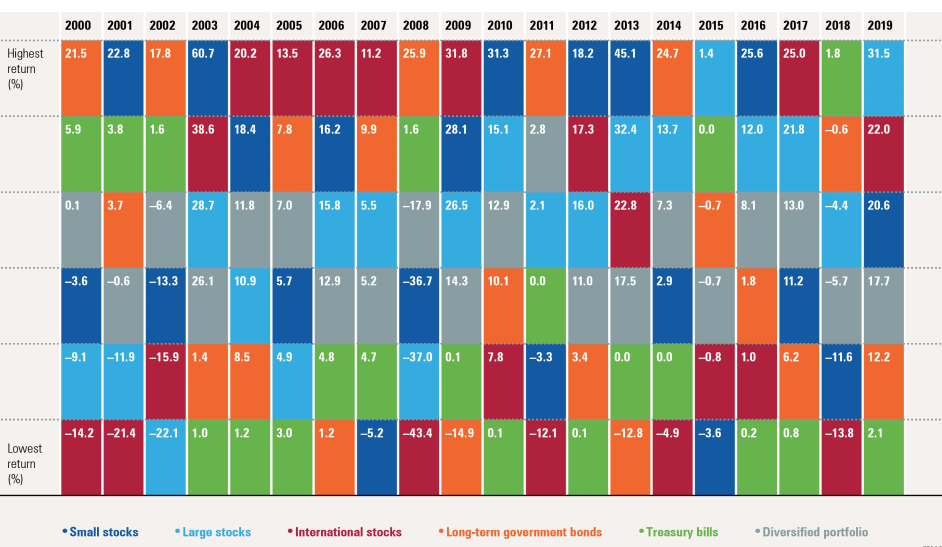 2000 2001 2002 2003 2004 2005 2006 2007 2008 2009 2010 2011 2012 2013 2014 2015 2016 2017 2018 2019
Highest
return
(%)
21.5 22.8 17.8 60.7 20.2 13.5 26.3 11.2 25.9 31.8 31.3 27.1 18.2 45.1 24.7 1.4 25.6 25.0 1.8 31.5
5.9 3.8 1.6 38.6 18.4 7.8 16.2 9.9 1.6 28.1 15.1 2.8 17.3 32.4 13.7 0.0 12.0 21.8 –0.6 22.0
0.1 3.7 –6.4 28.7 11.8 7.0 15.8 5.5 –17.9 26.5 12.9 2.1 16.0 22.8 7.3 –0.7 8.1 13.0 –4.4 20.6
–3.6 –0.6 –13.3 26.1 10.9 5.7 12.9 5.2 –36.7 14.3 10.1 0.0 11.0 17.5 2.9 –0.7 1.8 11.2 –5.7 17.7
–9.1 –11.9 –15.9 1.4 8.5 4.9 4.8 4.7 –37.0 0.1 7.8 –3.3 3.4 0.0 0.0 –0.8 1.0 6.2 –11.6 12.2
–14.2 –21.4 –22.1 1.0 1.2 3.0 1.2 –5.2 –43.4 –14.9 0.1 –12.1 0.1 –12.8 –4.9 –3.6 0.2 0.8 –13.8 2.1
Lowest
return
(%)
• Small stocks • Large stocks • International stocks • Long-term government bonds • Treasury bills • Diversified portfolio